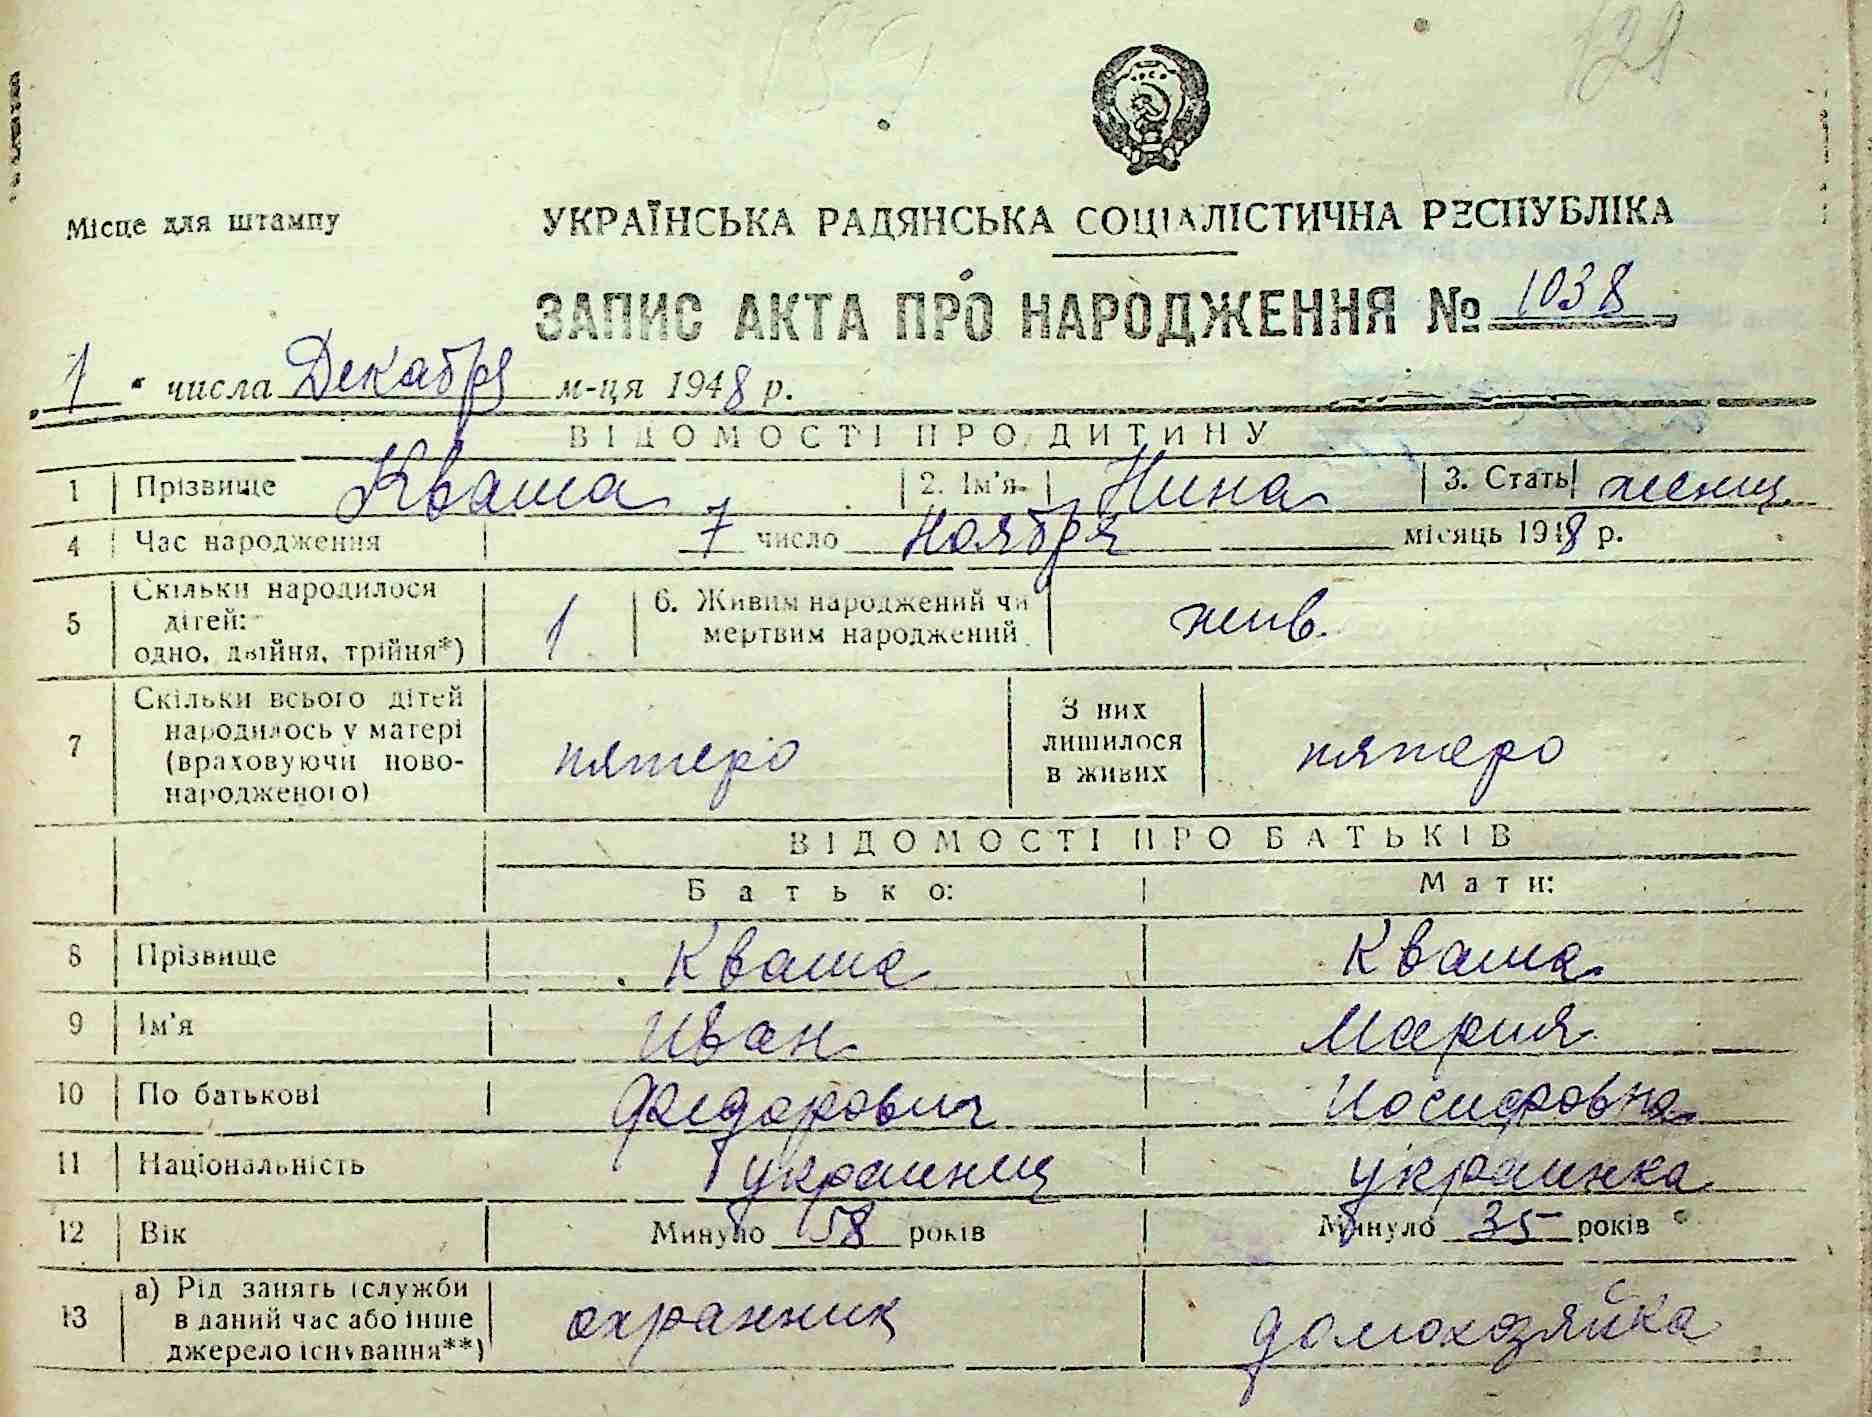 129
Місце для штампу
УКРАЇНСЬКА РАДЯНСЬКА СОЦІАЛІСТИЧНА РЕСПУБЛІКА
ЗАПИС АКТА ПРО НАРОДЖЕННЯ № 1038
„1“ числа Декабря м-ця 1948 р.
ВІДОМОСТІ ПРО ДИТИНУ
1 Прізвище Кваша 2. Ім'я Нина 3. Стать женщ.
4 Час народження 7 число Ноября місяць 1948 р.
5 Скільки народилося дітей: одно, двійня, трійня*) 1 6. Живим народжений чи мертвим народжений жив.
7 Скільки всього дітей народилось у матері (враховуючи новонародженого) пятеро З них лишилося в живих пятеро
ВІДОМОСТІ ПРО БАТЬКІВ
Батько: Мати:
8 Прізвище Кваша Кваша
9 Ім'я Иван Мария
10 По батькові Федорович Иосифовна
11 Національність украинец украинка
12 Вік Минуло 58 років Минуло 35 років
13 а) Рід занять (служби в даний час або інше джерело існування**) охранник домохозяйка